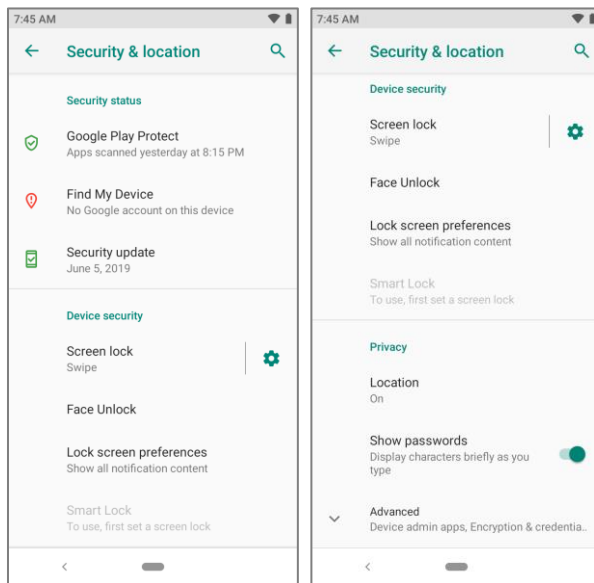 7:45 AM
Security & location
Security status
Google Play Protect
Apps scanned yesterday at 8:15 PM
Find My Device
No Google account on this device
Security update
June 5, 2019
Device security
Screen lock
Swipe
Face Unlock
Lock screen preferences
Show all notification content
Smart Lock
To use, first set a screen lock
7:45 AM
Security & location
Device security
Screen lock
Swipe
Face Unlock
Lock screen preferences
Show all notification content
Smart Lock
To use, first set a screen lock
Privacy
Location
On
Show passwords
Display characters briefly as you
type
Advanced
Device admin apps, Encryption & credentia..